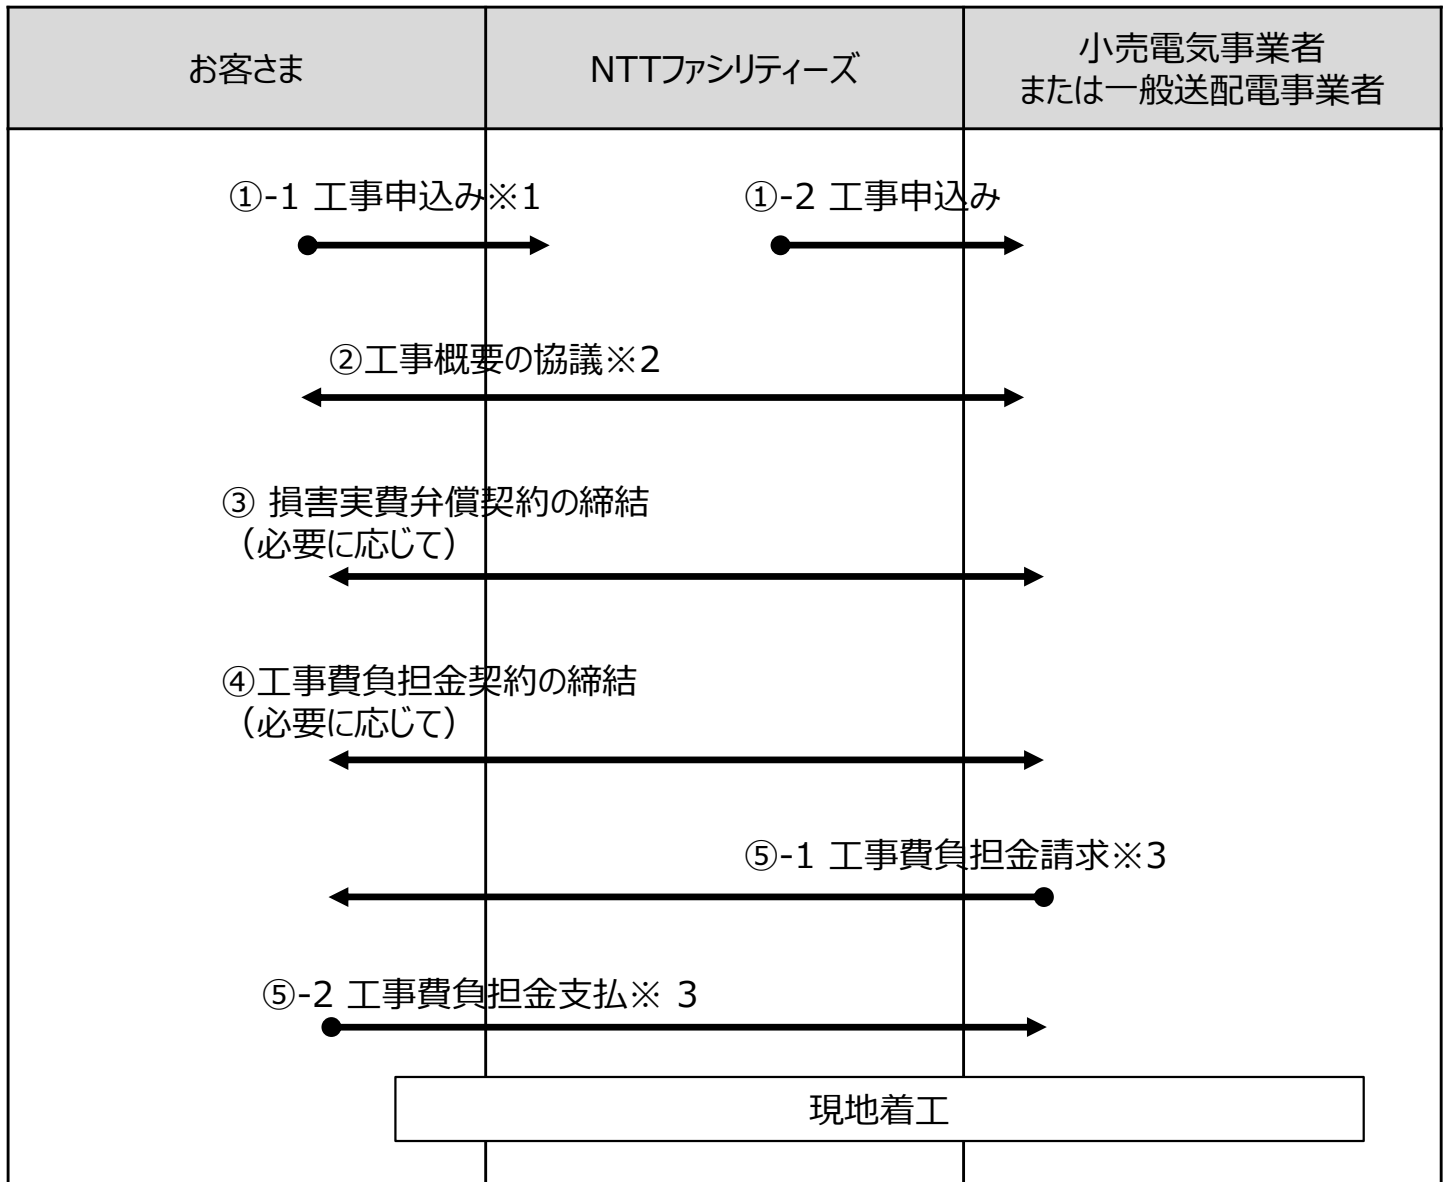 お客さま
NTTファシリティーズ
小売電気事業者
または一般送配電事業者
①-1 工事申込み※1
①-2 工事申込み
②工事概要の協議※2
③ 損害実費弁償契約の締結
（必要に応じて）
④工事費負担金契約の締結
（必要に応じて）
⑤-1 工事費負担金請求※3
⑤-2 工事費負担金支払※ 3
現地着工